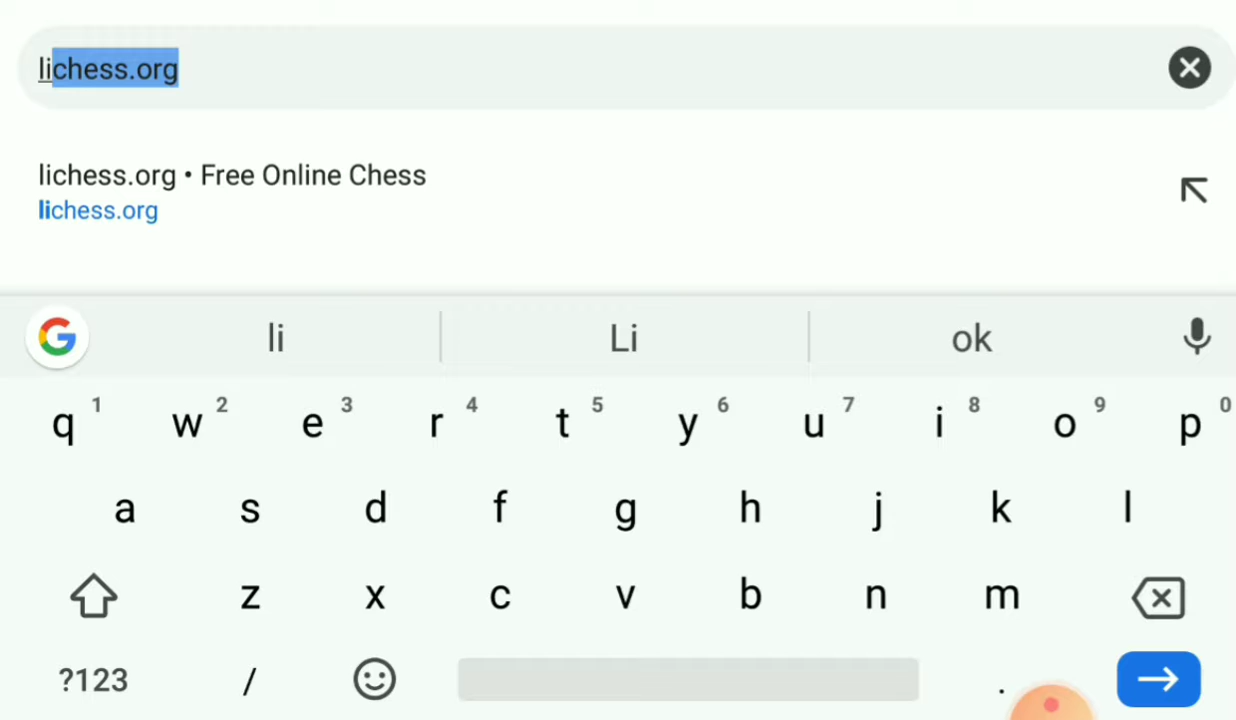 lichess.org
lichess.org • Free Online Chess
lichess.org
li Li ok
q 1 w 2 e 3 r 4 t 5 y 6 u 7 i 8 o 9 p 0
a s d f g h j k l
z x c v b n m
?123 / .